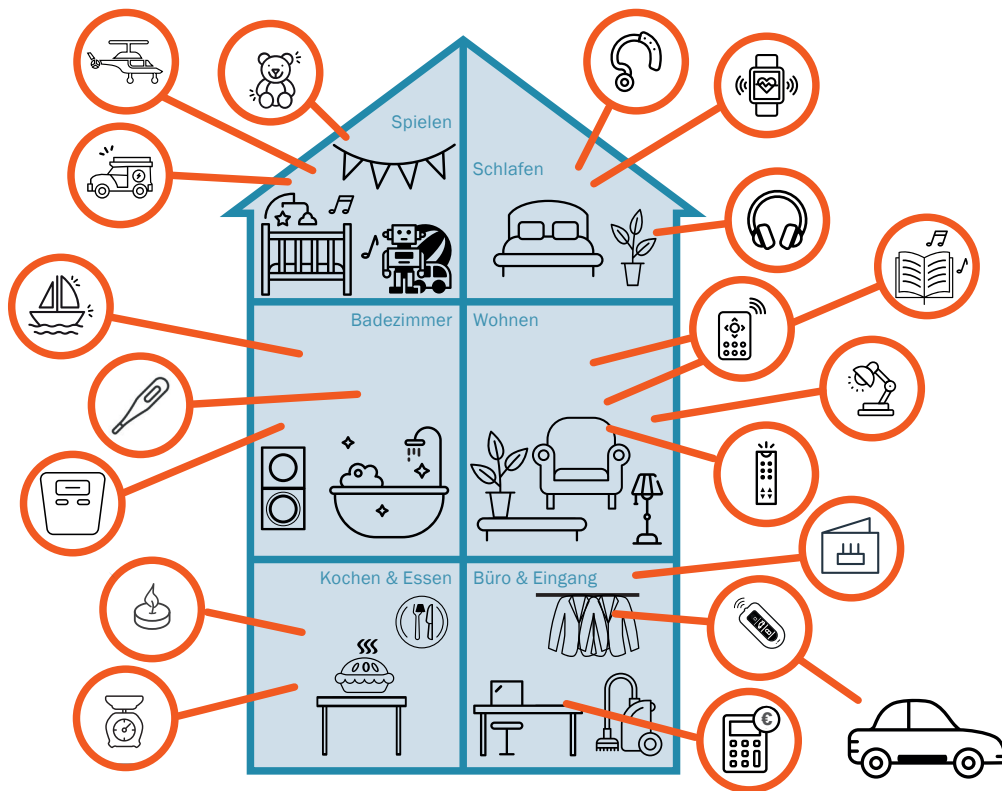 Spielen
Schlafen
Badezimmer
Wohnen
Kochen & Essen
Büro & Eingang
€